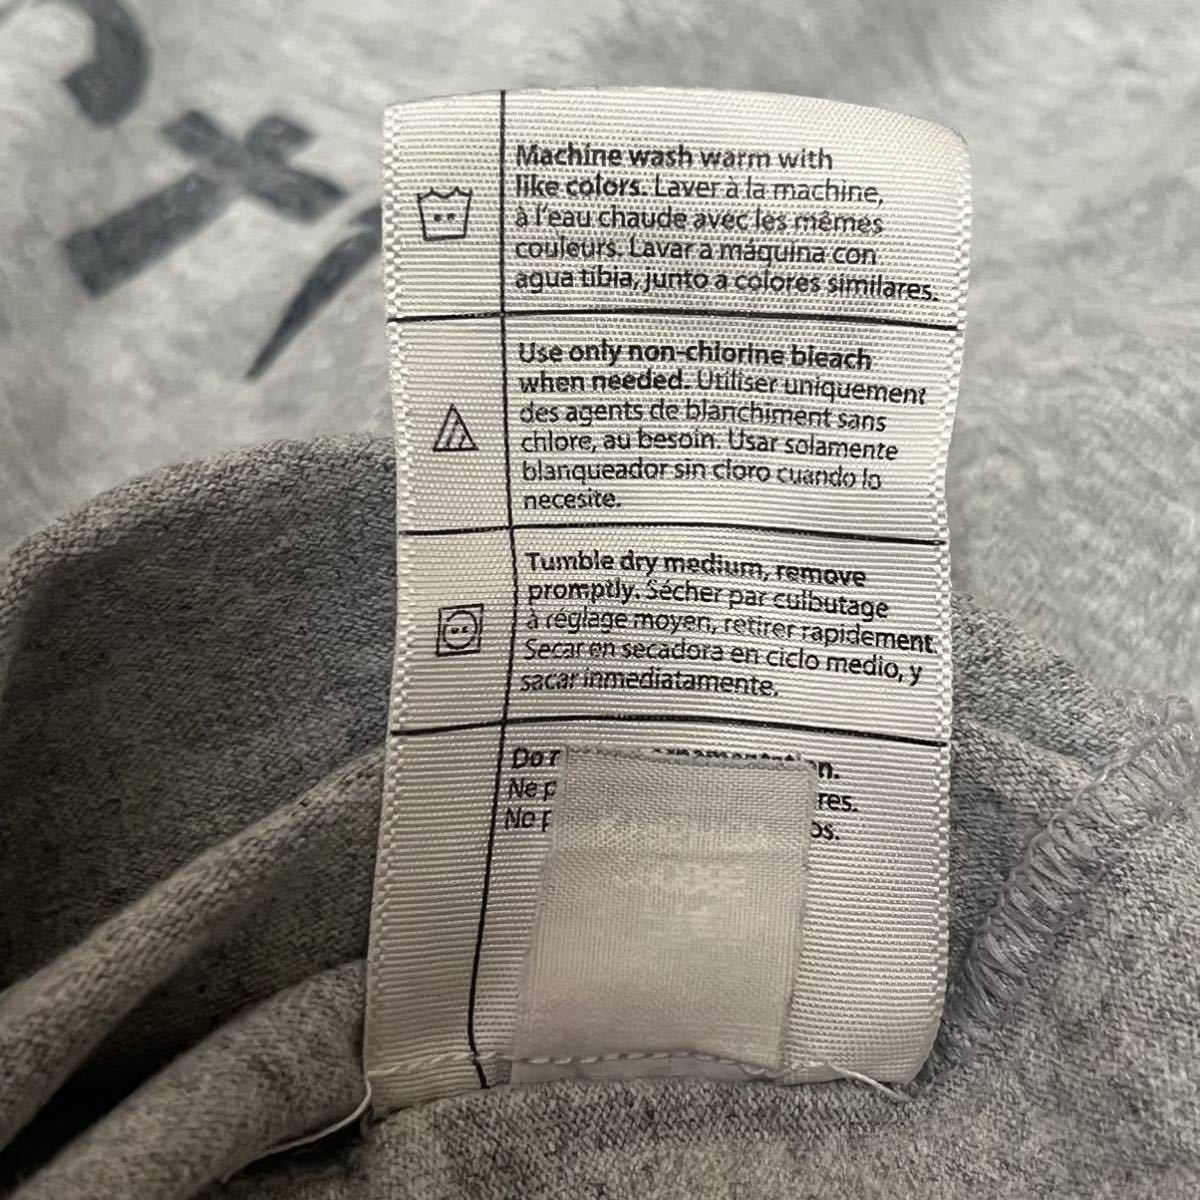 Machine wash warm with
like colors. Laver à la machine,
à l'eau chaude avec les mêmes
couleurs. Lavar a máquina con
agua tibia, junto a colores similares.
Use only non-chlorine bleach
when needed. Utiliser uniquement
des agents de blanchiment sans
chlore, au besoin. Usar solamente
blanqueador sin cloro cuando lo
necesite.
Tumble dry medium, remove
promptly. Sécher par culbutage
à réglage moyen, retirer rapidement.
Secar en secadora en ciclo medio, y
sacar inmediatamente.
Do
Ne
No